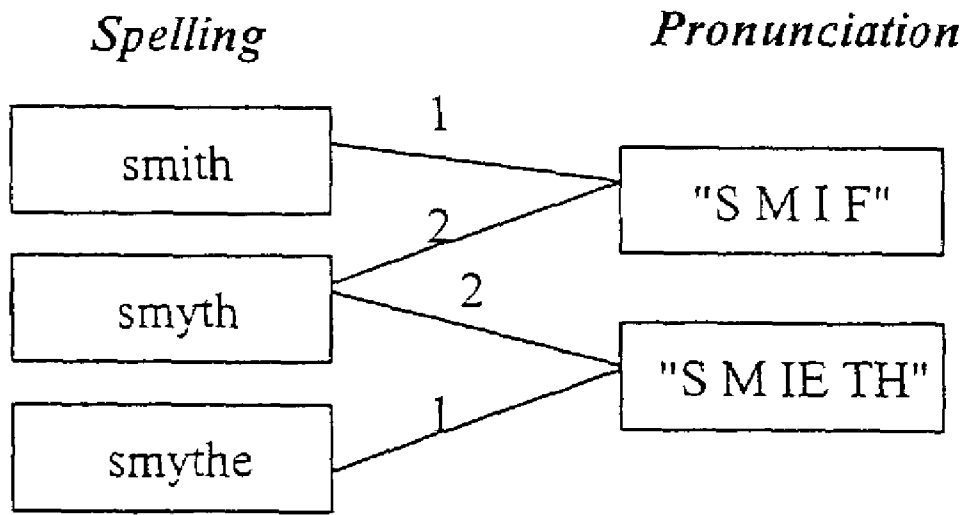 Spelling
Pronunciation
1
smith
"S M I F"
2
smyth
2
"S M IE TH"
1
smythe